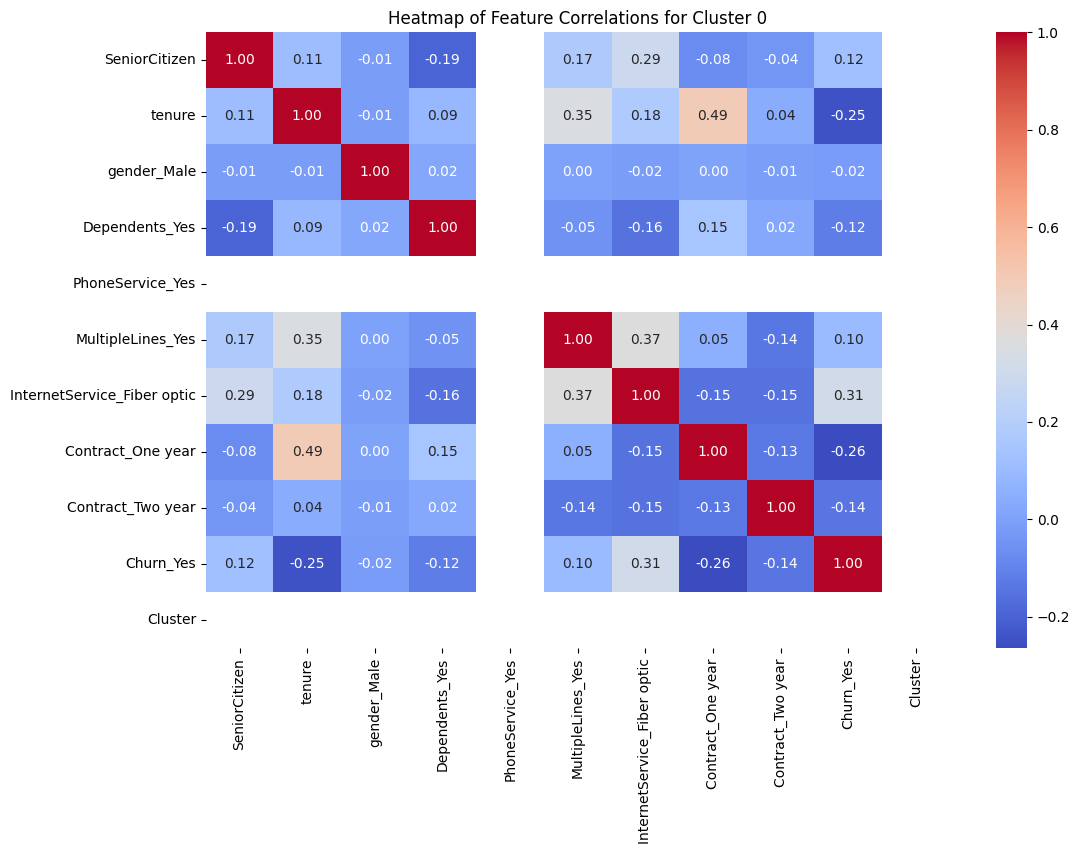 Heatmap of Feature Correlations for Cluster 0
SeniorCitizen 1.00 0.11 -0.01 -0.19 0.17 0.29 -0.08 -0.04 0.12
tenure 0.11 1.00 -0.01 0.09 0.35 0.18 0.49 0.04 -0.25
gender_Male -0.01 -0.01 1.00 0.02 0.00 -0.02 0.00 -0.01 -0.02
Dependents_Yes -0.19 0.09 0.02 1.00 -0.05 -0.16 0.15 0.02 -0.12
PhoneService_Yes
MultipleLines_Yes 0.17 0.35 0.00 -0.05 1.00 0.37 0.05 -0.14 0.10
InternetService_Fiber optic 0.29 0.18 -0.02 -0.16 0.37 1.00 -0.15 -0.15 0.31
Contract_One year -0.08 0.49 0.00 0.15 0.05 -0.15 1.00 -0.13 -0.26
Contract_Two year -0.04 0.04 -0.01 0.02 -0.14 -0.15 -0.13 1.00 -0.14
Churn_Yes 0.12 -0.25 -0.02 -0.12 0.10 0.31 -0.26 -0.14 1.00
Cluster
SeniorCitizen
tenure
gender_Male
Dependents_Yes
PhoneService_Yes
MultipleLines_Yes
InternetService_Fiber optic
Contract_One year
Contract_Two year
Churn_Yes
Cluster
1.0
0.8
0.6
0.4
0.2
0.0
−0.2